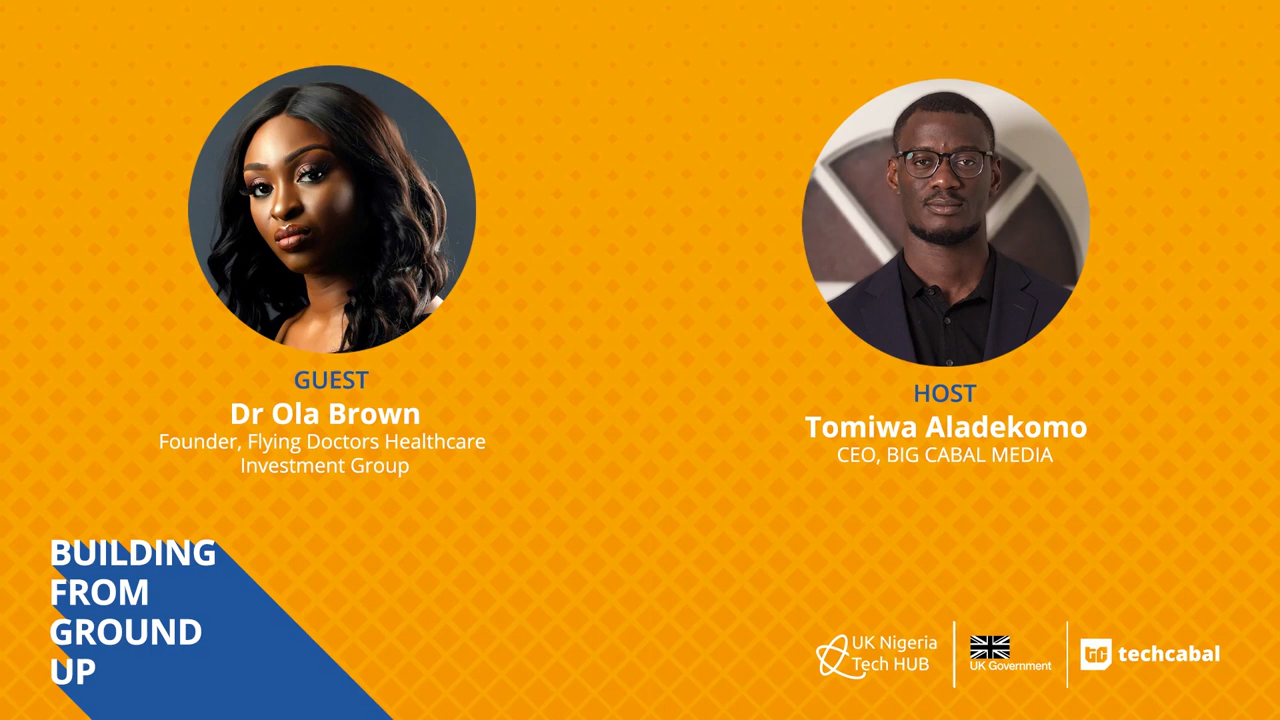 GUEST
Dr Ola Brown
Founder, Flying Doctors Healthcare
Investment Group
HOST
Tomiwa Aladekomo
CEO, BIG CABAL MEDIA
BUILDING
FROM
GROUND
UP
UK Nigeria
Tech HUB
UK Government
TC techcabal